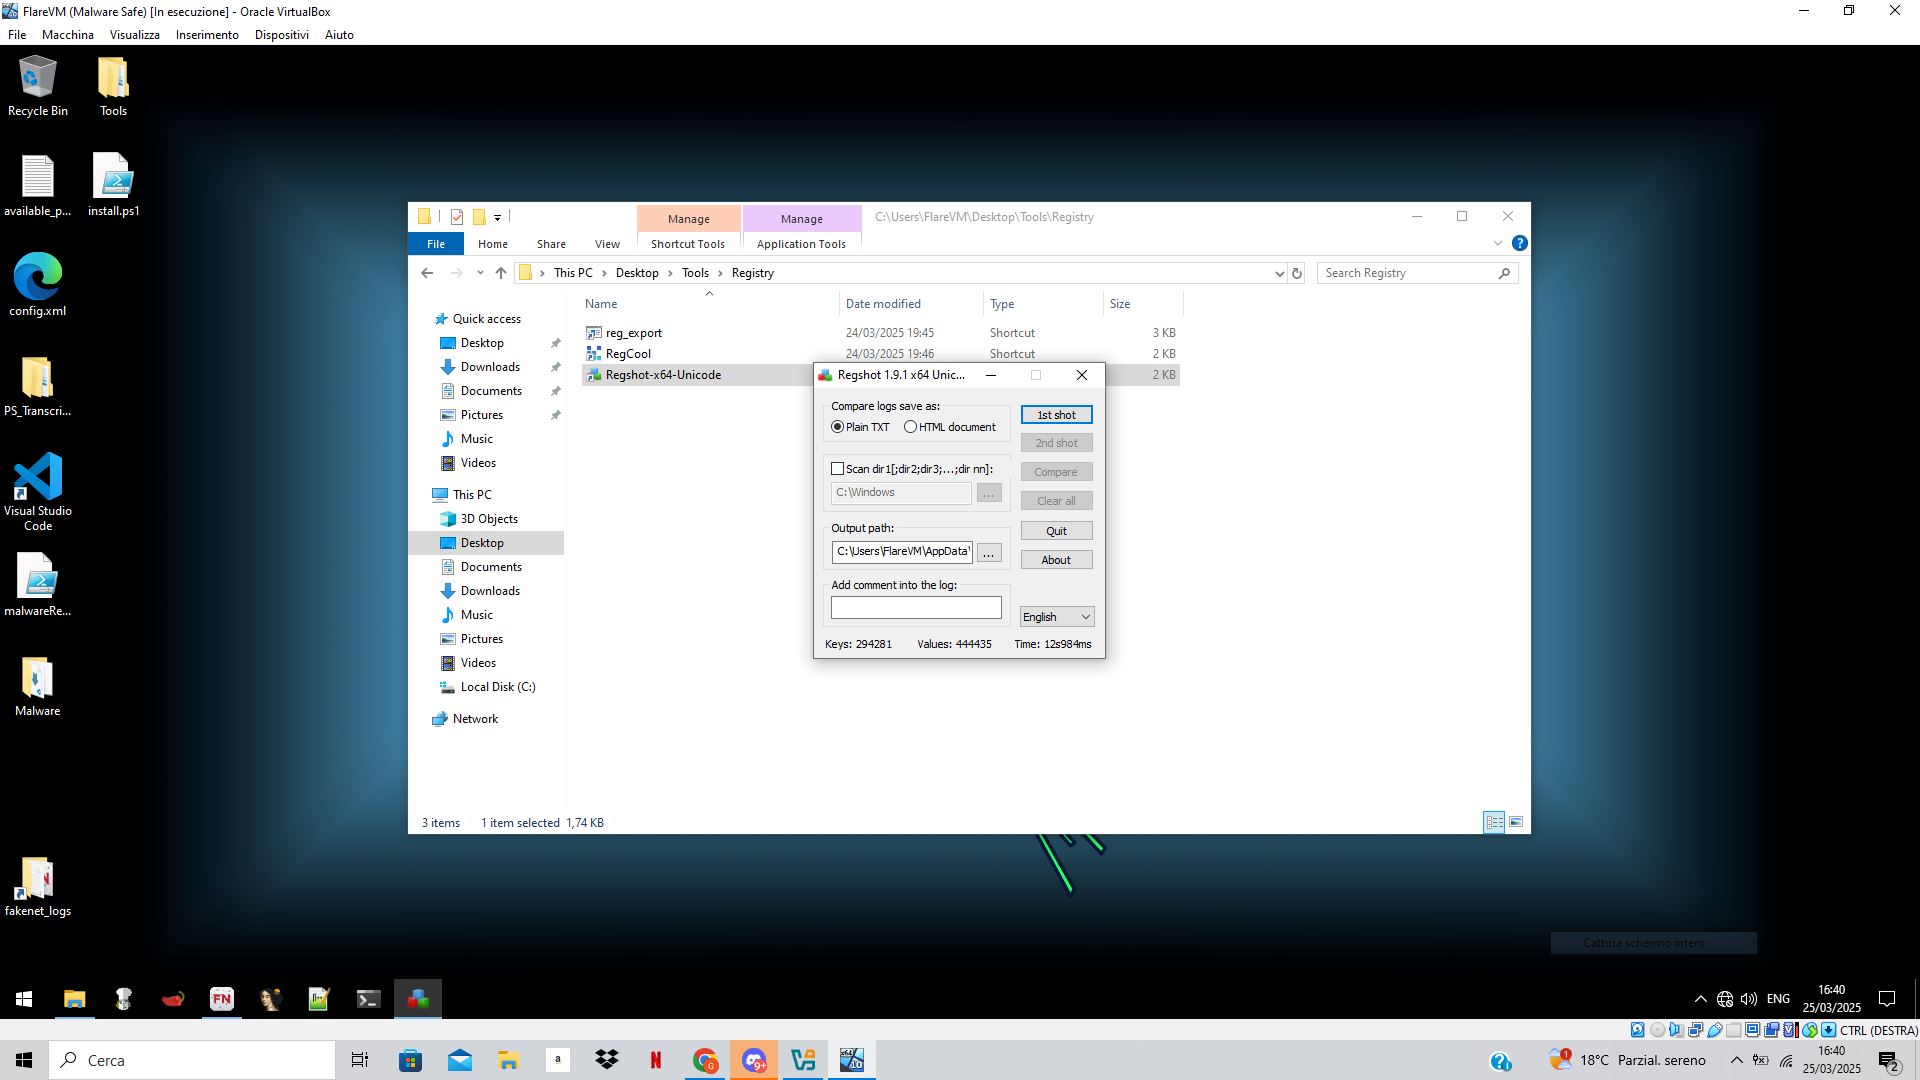 FlareVM (Malware Safe) [In esecuzione] - Oracle VirtualBox
File Macchina Visualizza Inserimento Dispositivi Aiuto
Recycle Bin
Tools
available_p...
install.ps1
config.xml
PS_Transcri...
Visual Studio
Code
malwareRe...
Malware
fakenet_logs
Manage Manage C:\Users\FlareVM\Desktop\Tools\Registry
File Home Share View Shortcut Tools Application Tools
This PC Desktop Tools Registry
Search Registry
Name Date modified Type Size
reg_export 24/03/2025 19:45 Shortcut 3 KB
RegCool 24/03/2025 19:46 Shortcut 2 KB
Regshot-x64-Unicode 2 KB
Quick access
Desktop
Downloads
Documents
Pictures
Music
Videos
This PC
3D Objects
Desktop
Documents
Downloads
Music
Pictures
Videos
Local Disk (C:)
Network
3 items 1 item selected 1,74 KB
Regshot 1.9.1 x64 Unic...
Compare logs save as:
Plain TXT HTML document
1st shot
2nd shot
Scan dir1[;dir2;dir3;...;dir nn]:
Compare
C:\Windows ...
Clear all
Output path:
Quit
C:\Users\FlareVM\AppData\ ...
About
Add comment into the log:
English
Keys: 294281 Values: 444435 Time: 12s984ms
Cattura schermo intero
FN
ENG
16:40
25/03/2025
CTRL (DESTRA)
Cerca
a
N
G
9+
x64
10
1
18°C Parzial. sereno
16:40
25/03/2025
2